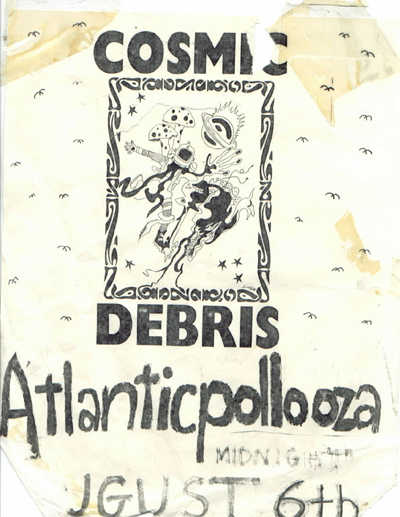 COSMIC
DEBRIS
Atlanticpollooza
MIDNIGHT
UGUST 6th